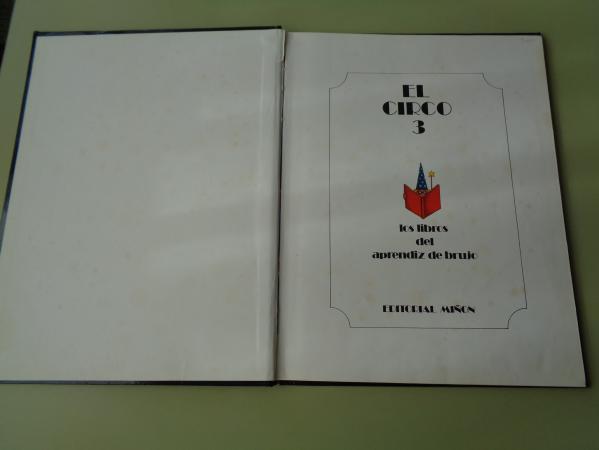 EL
CIRCO
3
los libros
del
aprendiz de brujo
EDITORIAL MIÑON